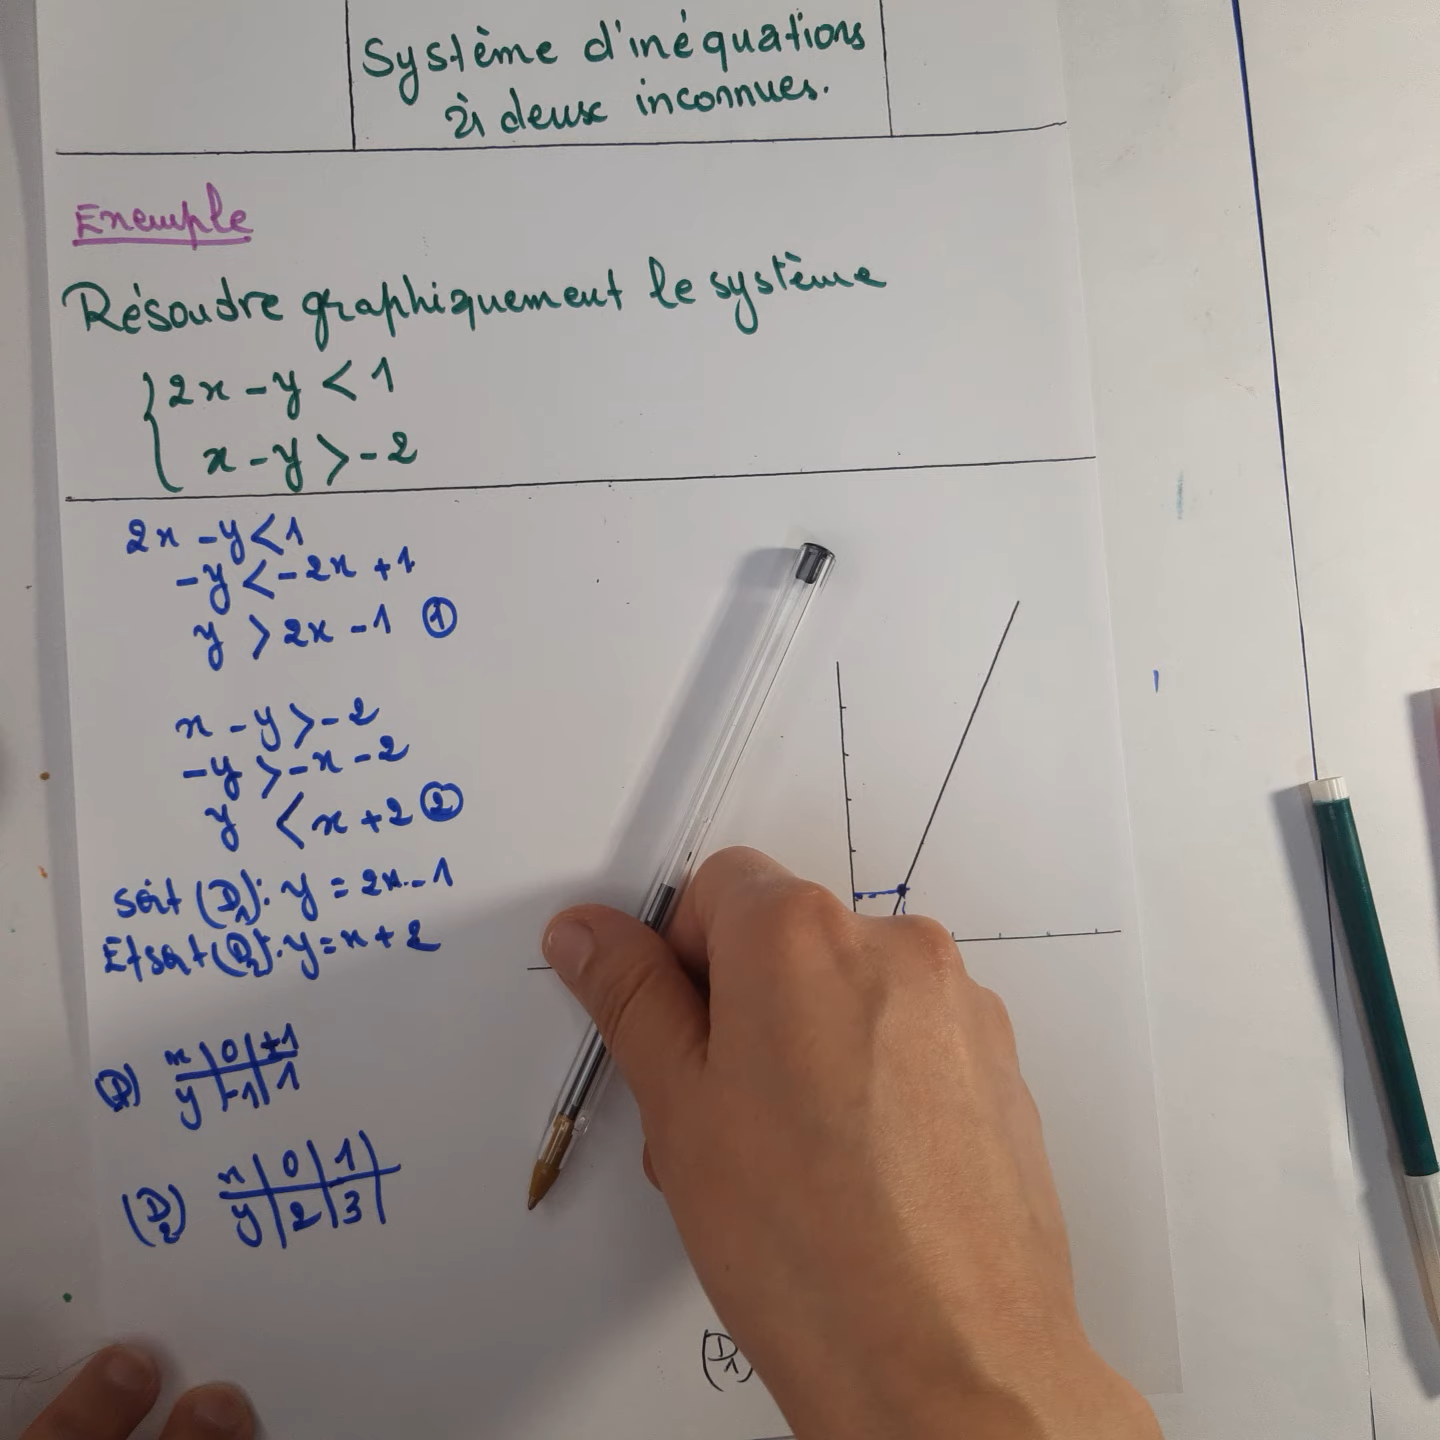 Système d'inéquations
à deux inconnues.
Exemple
Résoudre graphiquement le système
2x - y < 1
x - y > -2
2x - y < 1
-y < -2x + 1
y > 2x - 1 ①
x - y > -2
-y > -x - 2
y < x + 2 ②
soit (D1): y = 2x - 1
Et soit (D2): y = x + 2
(D1) x | 0 | +1
y | -1 | 1
(D2) x | 0 | 1
y | 2 | 3
(D1)